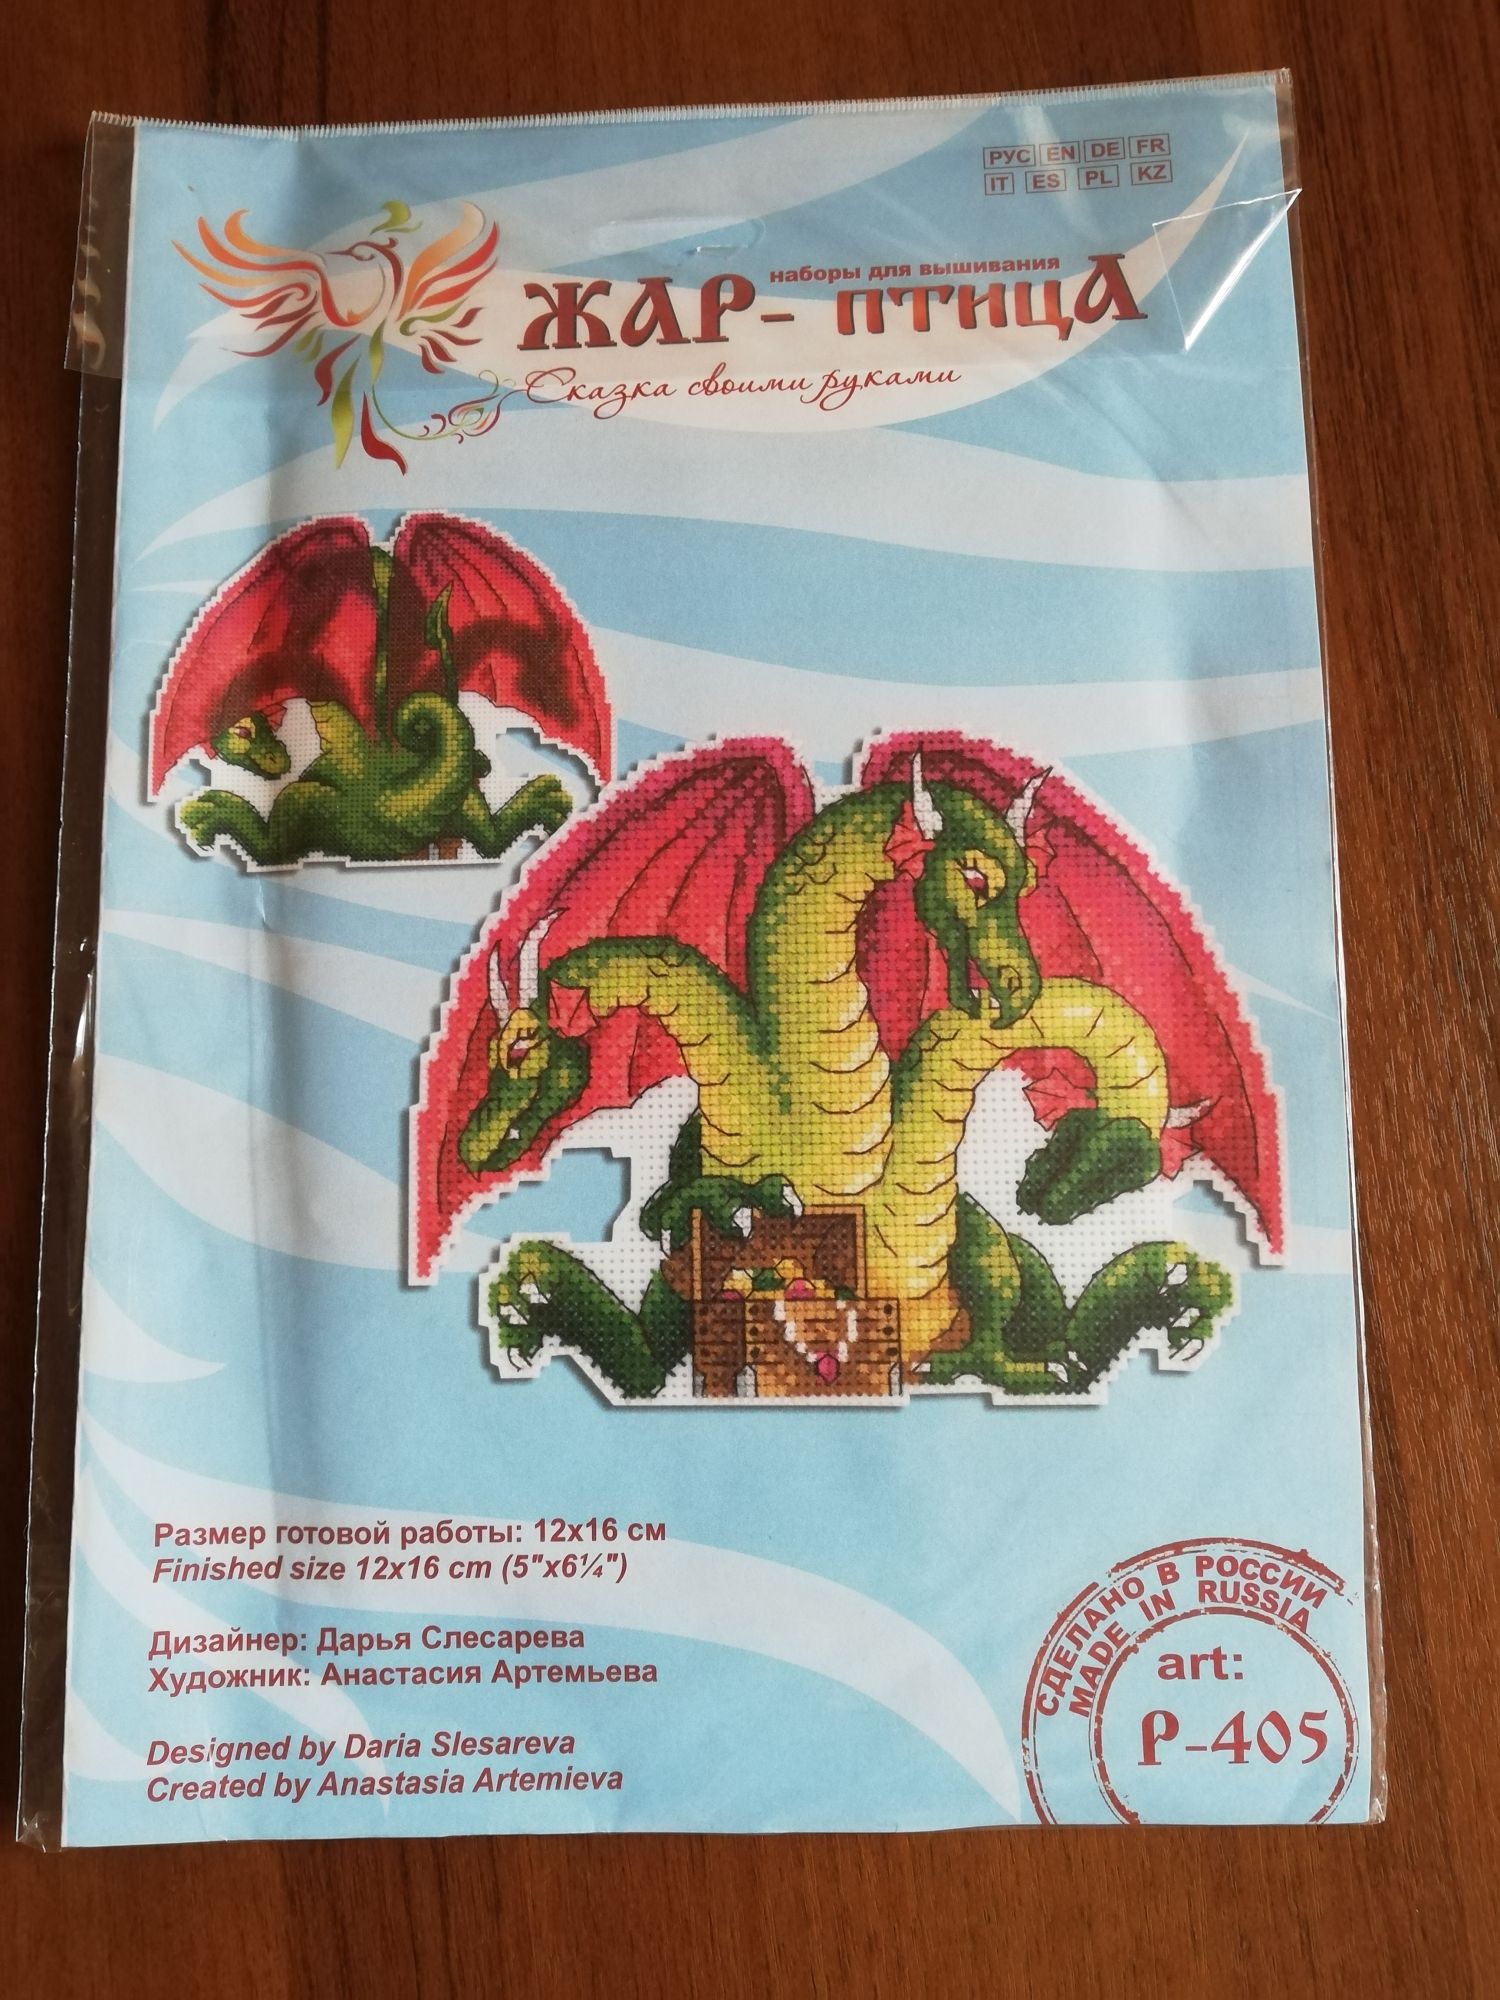 РУС EN DE FR
IT ES PL KZ
наборы для вышивания
ЖАР-ПТИЦА
Сказка своими руками
Размер готовой работы: 12х16 см
Finished size 12x16 cm (5"x6¼")
Дизайнер: Дарья Слесарева
Художник: Анастасия Артемьева
Designed by Daria Slesareva
Created by Anastasia Artemieva
СДЕЛАНО В РОССИИ
MADE IN RUSSIA
art:
Р-405